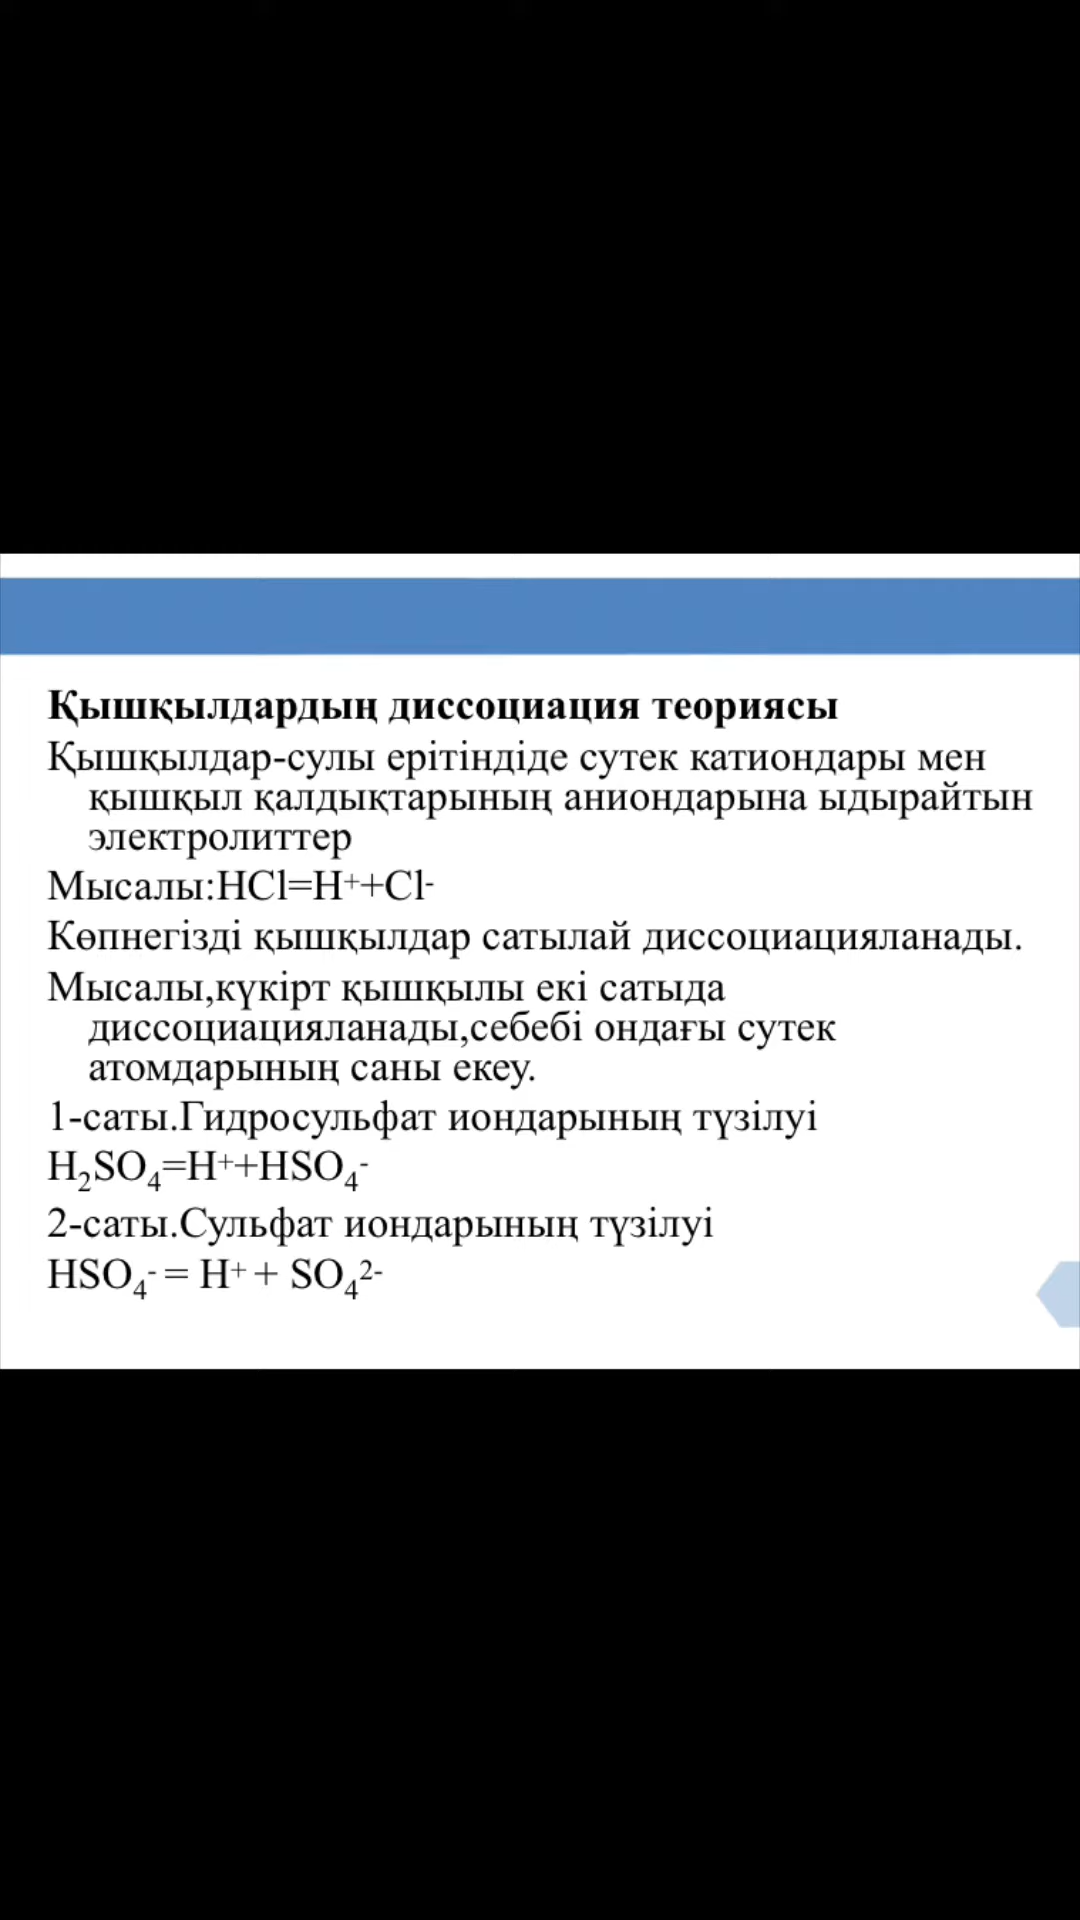 Қышқылдардың диссоциация теориясы
Қышқылдар-сулы ерітіндіде сутек катиондары мен
қышқыл қалдықтарының аниондарына ыдырайтын
электролиттер
Мысалы:HCl=H⁺+Cl⁻
Көпнегізді қышқылдар сатылай диссоциацияланады.
Мысалы,күкірт қышқылы екі сатыда
диссоциацияланады,себебі ондағы сутек
атомдарының саны екеу.
1-саты.Гидросульфат иондарының түзілуі
H₂SO₄=H⁺+HSO₄⁻
2-саты.Сульфат иондарының түзілуі
HSO₄⁻ = H⁺ + SO₄²⁻